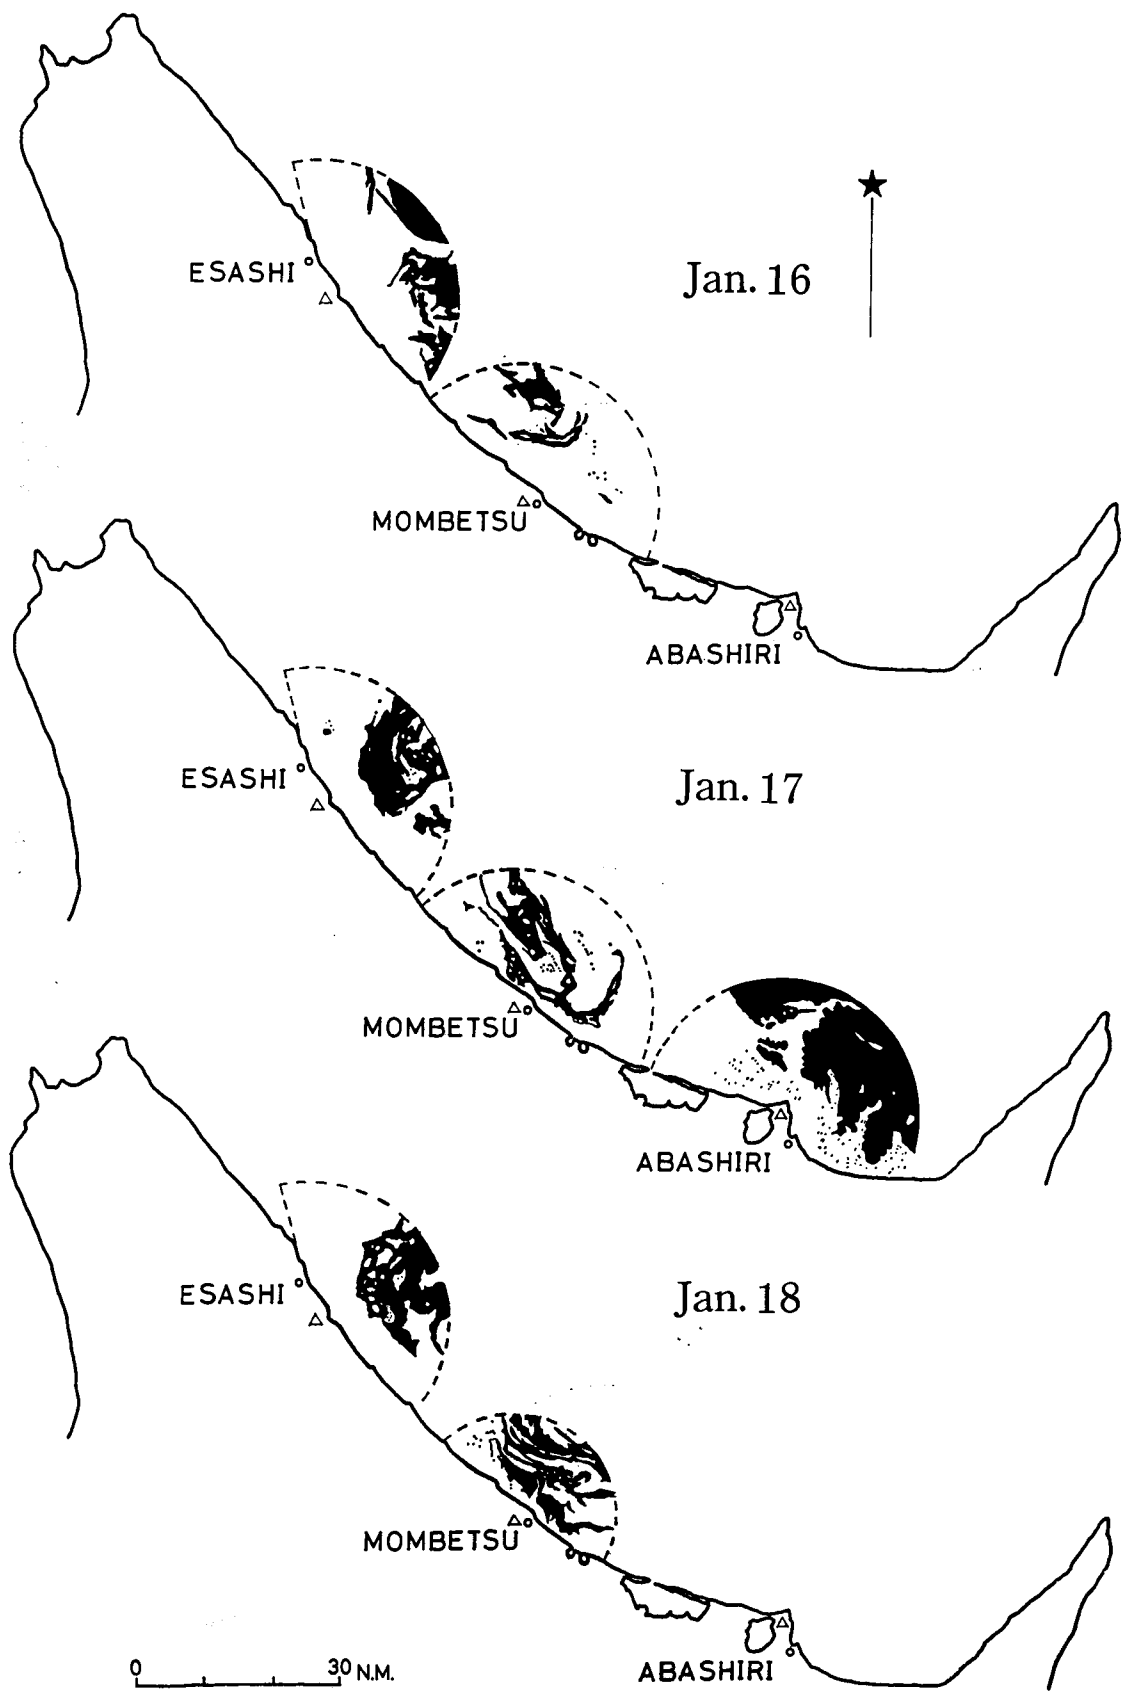 Jan. 16
ESASHI
MOMBETSU
ABASHIRI
Jan. 17
ESASHI
MOMBETSU
ABASHIRI
Jan. 18
ESASHI
MOMBETSU
ABASHIRI
0 30 N.M.